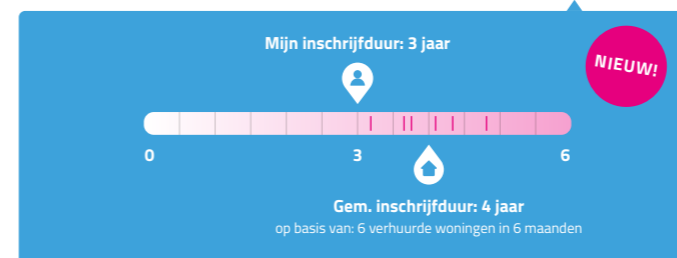 Mijn inschrijfduur: 3 jaar
NIEUW!
0 3 6
Gem. inschrijfduur: 4 jaar
op basis van: 6 verhuurde woningen in 6 maanden